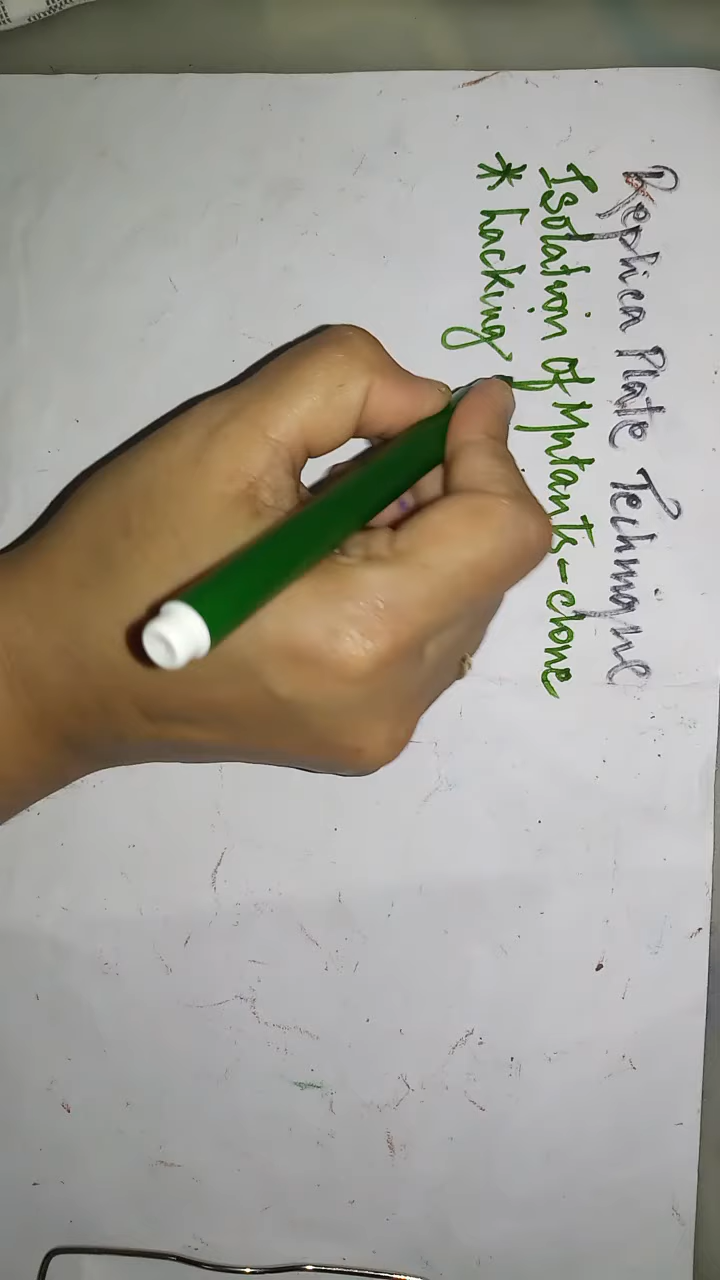 Replica Plate Technique
Isolation of Mutants-clone
* Lacking